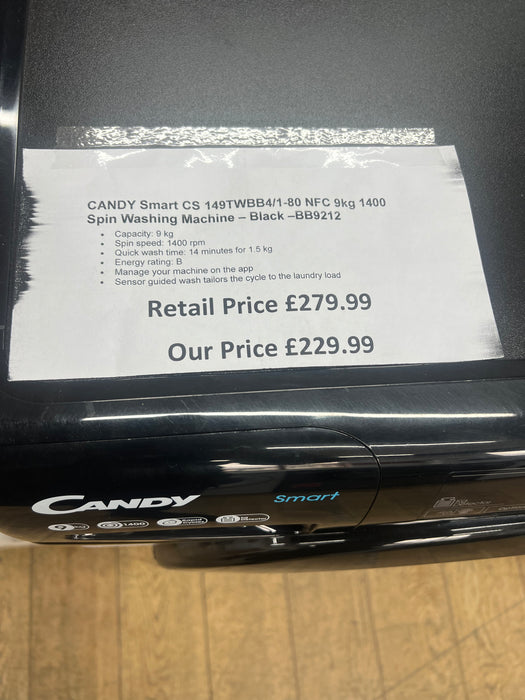 CANDY Smart CS 149TWBB4/1-80 NFC 9kg 1400
Spin Washing Machine – Black –BB9212
• Capacity: 9 kg
• Spin speed: 1400 rpm
• Quick wash time: 14 minutes for 1.5 kg
• Energy rating: B
• Manage your machine on the app
• Sensor guided wash tailors the cycle to the laundry load
Retail Price £279.99
Our Price £229.99
CANDY
Smart
9 kg 1400